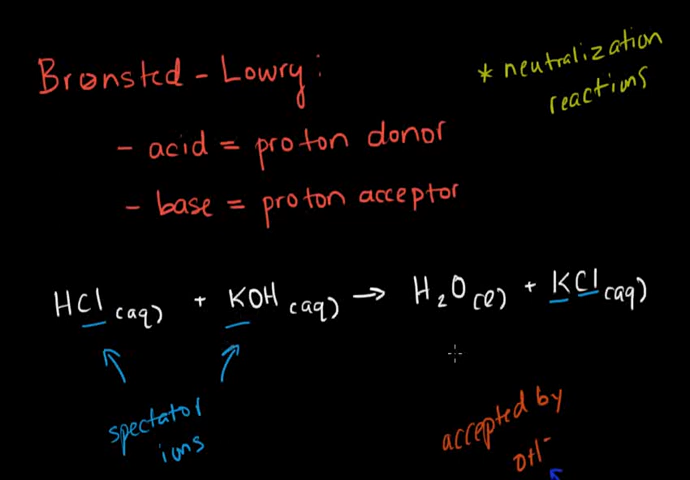 Brønsted - Lowry:
* neutralization
reactions
- acid = proton donor
- base = proton acceptor
HCl(aq) + KOH(aq) → H₂O(l) + KCl(aq)
spectator
ions
accepted by
OH⁻